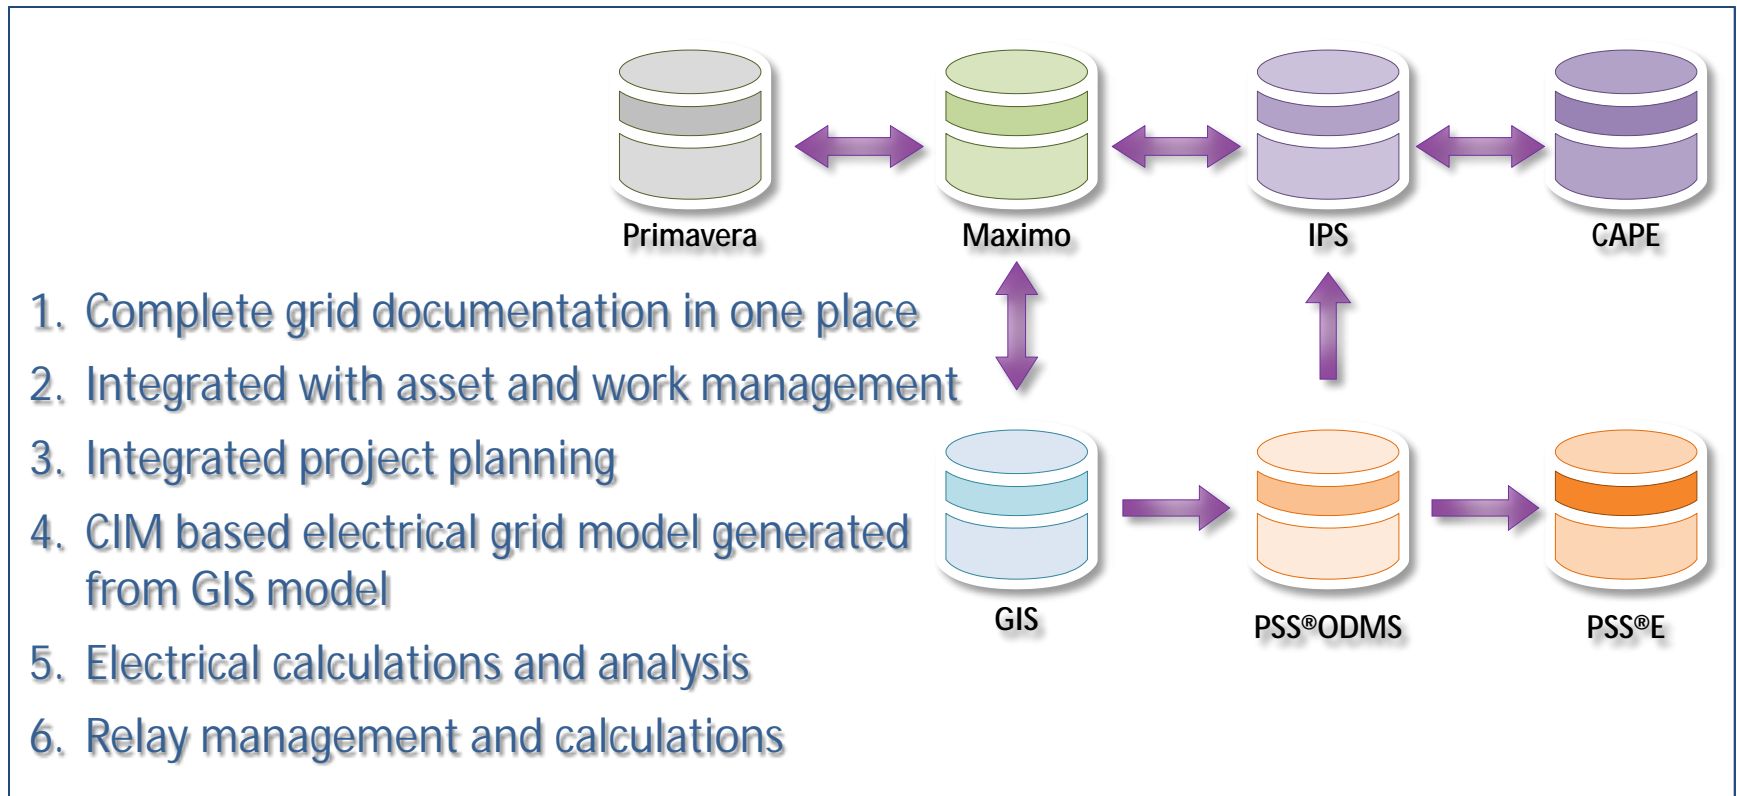 Primavera
Maximo
IPS
CAPE
1. Complete grid documentation in one place
2. Integrated with asset and work management
3. Integrated project planning
4. CIM based electrical grid model generated
from GIS model
5. Electrical calculations and analysis
6. Relay management and calculations
GIS
PSS®ODMS
PSS®E